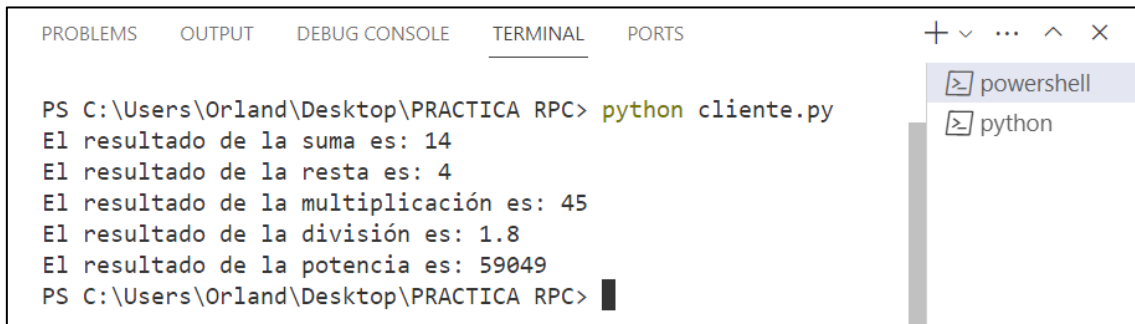 PROBLEMS OUTPUT DEBUG CONSOLE TERMINAL PORTS
powershell
python
PS C:\Users\Orland\Desktop\PRACTICA RPC> python cliente.py
El resultado de la suma es: 14
El resultado de la resta es: 4
El resultado de la multiplicación es: 45
El resultado de la división es: 1.8
El resultado de la potencia es: 59049
PS C:\Users\Orland\Desktop\PRACTICA RPC>